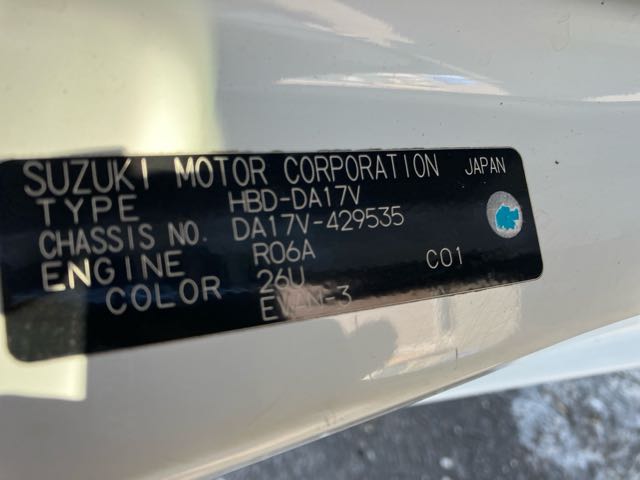 SUZUKI MOTOR CORPORATION JAPAN
TYPE HBD-DA17V
CHASSIS NO. DA17V-429535
ENGINE R06A C01
COLOR 26U